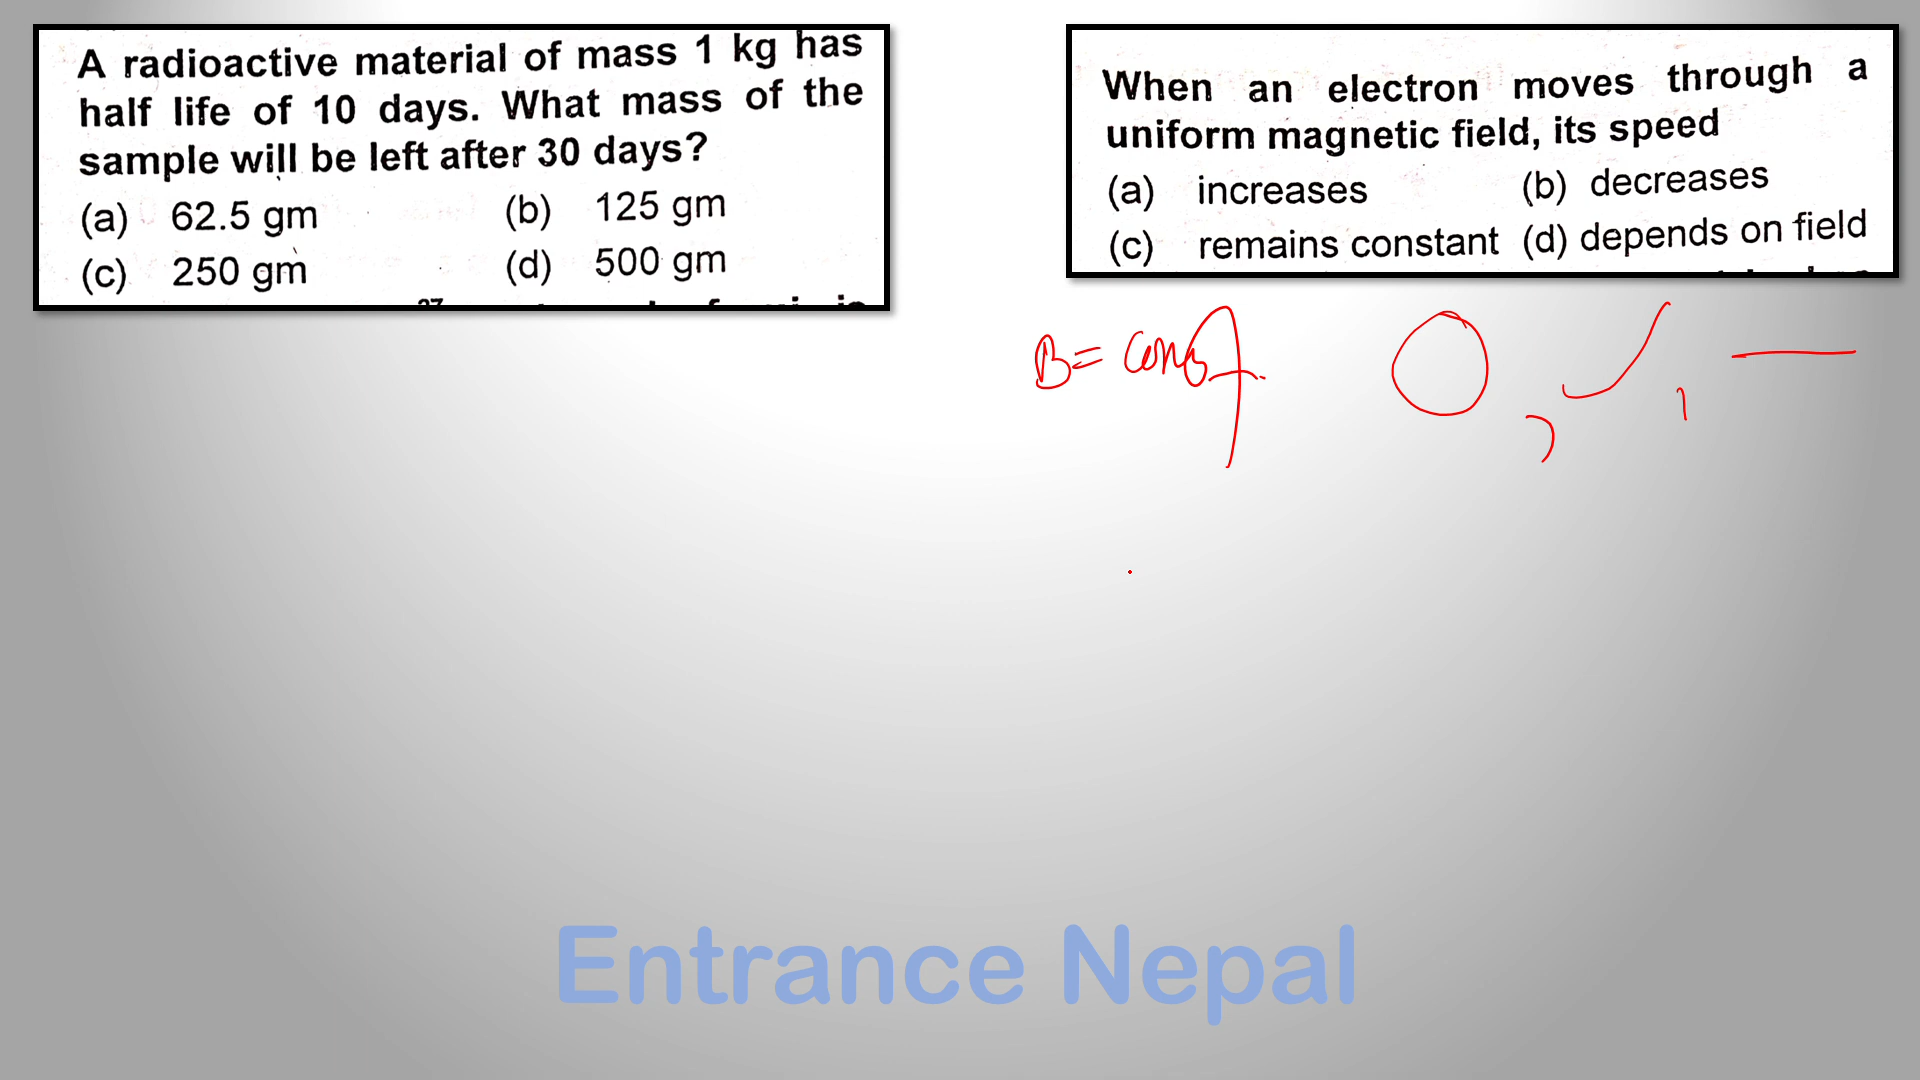 A radioactive material of mass 1 kg has
half life of 10 days. What mass of the
sample will be left after 30 days?
(a) 62.5 gm (b) 125 gm
(c) 250 gm (d) 500 gm
When an electron moves through a
uniform magnetic field, its speed
(a) increases (b) decreases
(c) remains constant (d) depends on field
B = const.
Entrance Nepal